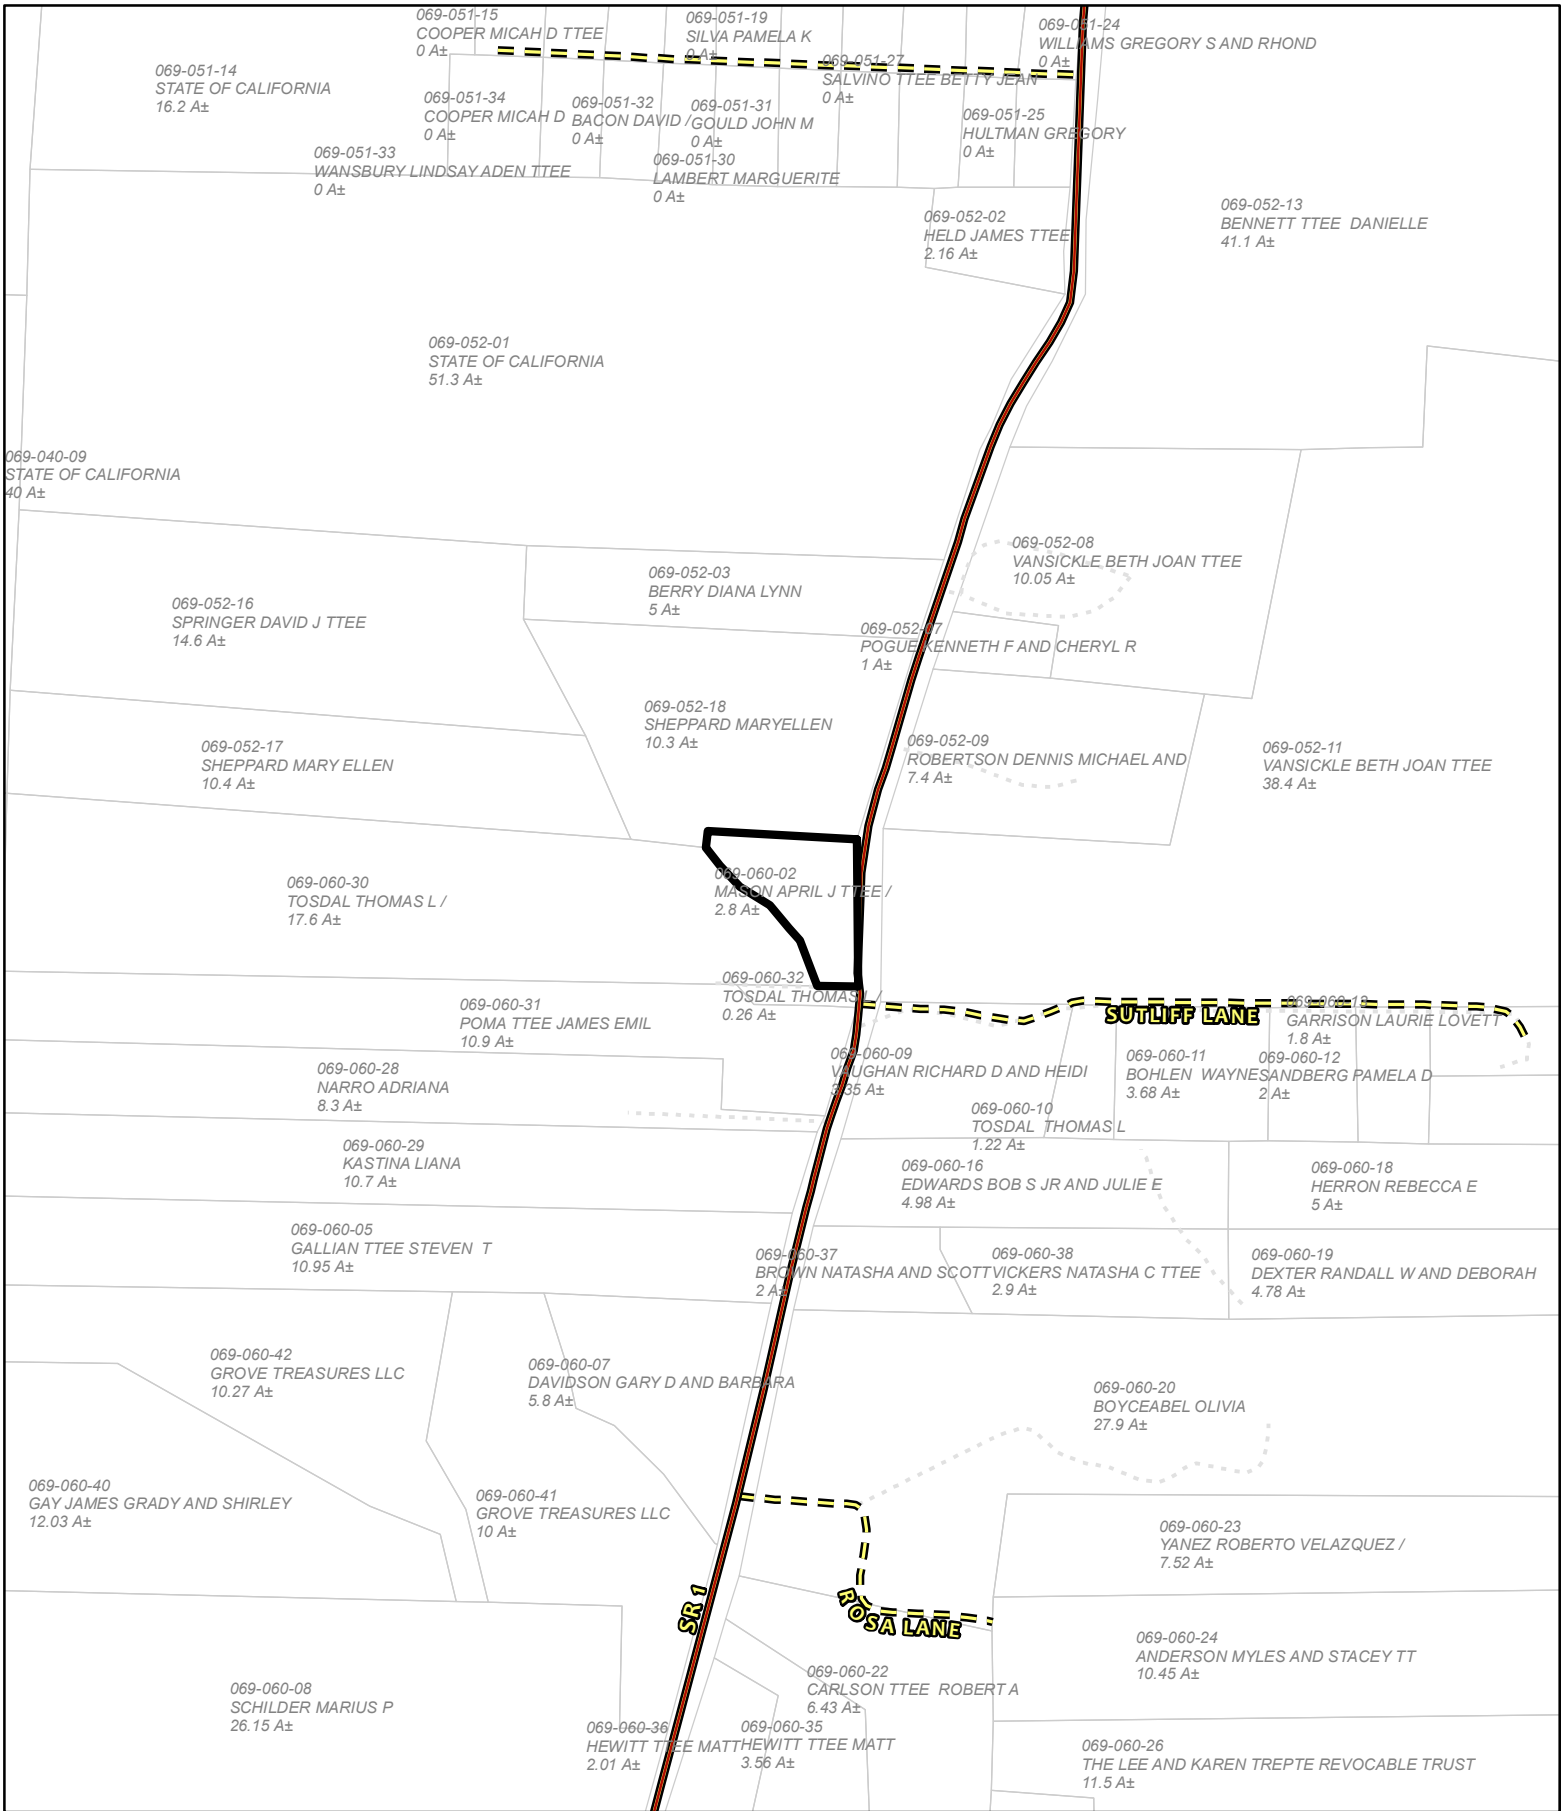 069-051-15
COOPER MICAH D TTEE
0 A±
069-051-19
SILVA PAMELA K
0 A±
069-051-24
WILLIAMS GREGORY S AND RHOND
0 A±
069-051-14
STATE OF CALIFORNIA
16.2 A±
069-051-27
SALVINO TTEE BETTY JEAN
0 A±
069-051-34
COOPER MICAH D
0 A±
069-051-32
BACON DAVID /
0 A±
069-051-31
GOULD JOHN M
0 A±
069-051-25
HULTMAN GREGORY
0 A±
069-051-33
WANSBURY LINDSAY ADEN TTEE
0 A±
069-051-30
LAMBERT MARGUERITE
0 A±
069-052-02
HELD JAMES TTEE
2.16 A±
069-052-13
BENNETT TTEE DANIELLE
41.1 A±
069-052-01
STATE OF CALIFORNIA
51.3 A±
069-040-09
STATE OF CALIFORNIA
40 A±
069-052-08
VANSICKLE BETH JOAN TTEE
10.05 A±
069-052-03
BERRY DIANA LYNN
5 A±
069-052-16
SPRINGER DAVID J TTEE
14.6 A±
069-052-07
POGUE KENNETH F AND CHERYL R
1 A±
069-052-18
SHEPPARD MARYELLEN
10.3 A±
069-052-17
SHEPPARD MARY ELLEN
10.4 A±
069-052-09
ROBERTSON DENNIS MICHAEL AND
7.4 A±
069-052-11
VANSICKLE BETH JOAN TTEE
38.4 A±
069-060-02
MASON APRIL J TTEE /
2.8 A±
069-060-30
TOSDAL THOMAS L /
17.6 A±
069-060-32
TOSDAL THOMAS L /
0.26 A±
069-060-31
POMA TTEE JAMES EMIL
10.9 A±
SUTLIFF LANE
069-060-13
GARRISON LAURIE LOVETT
1.8 A±
069-060-09
VAUGHAN RICHARD D AND HEIDI
3.35 A±
069-060-11
BOHLEN WAYNE
3.68 A±
069-060-12
SANDBERG PAMELA D
2 A±
069-060-28
NARRO ADRIANA
8.3 A±
069-060-10
TOSDAL THOMAS L
1.22 A±
069-060-29
KASTINA LIANA
10.7 A±
069-060-16
EDWARDS BOB S JR AND JULIE E
4.98 A±
069-060-18
HERRON REBECCA E
5 A±
069-060-05
GALLIAN TTEE STEVEN T
10.95 A±
069-060-37
BROWN NATASHA AND SCOTT
2 A±
069-060-38
VICKERS NATASHA C TTEE
2.9 A±
069-060-19
DEXTER RANDALL W AND DEBORAH
4.78 A±
069-060-42
GROVE TREASURES LLC
10.27 A±
069-060-07
DAVIDSON GARY D AND BARBARA
5.8 A±
069-060-20
BOYCEABEL OLIVIA
27.9 A±
069-060-40
GAY JAMES GRADY AND SHIRLEY
12.03 A±
069-060-41
GROVE TREASURES LLC
10 A±
069-060-23
YANEZ ROBERTO VELAZQUEZ /
7.52 A±
SR 1
ROSA LANE
069-060-24
ANDERSON MYLES AND STACEY TT
10.45 A±
069-060-22
CARLSON TTEE ROBERT A
6.43 A±
069-060-08
SCHILDER MARIUS P
26.15 A±
069-060-36
HEWITT TTEE MATT
2.01 A±
069-060-35
HEWITT TTEE MATT
3.56 A±
069-060-26
THE LEE AND KAREN TREPTE REVOCABLE TRUST
11.5 A±